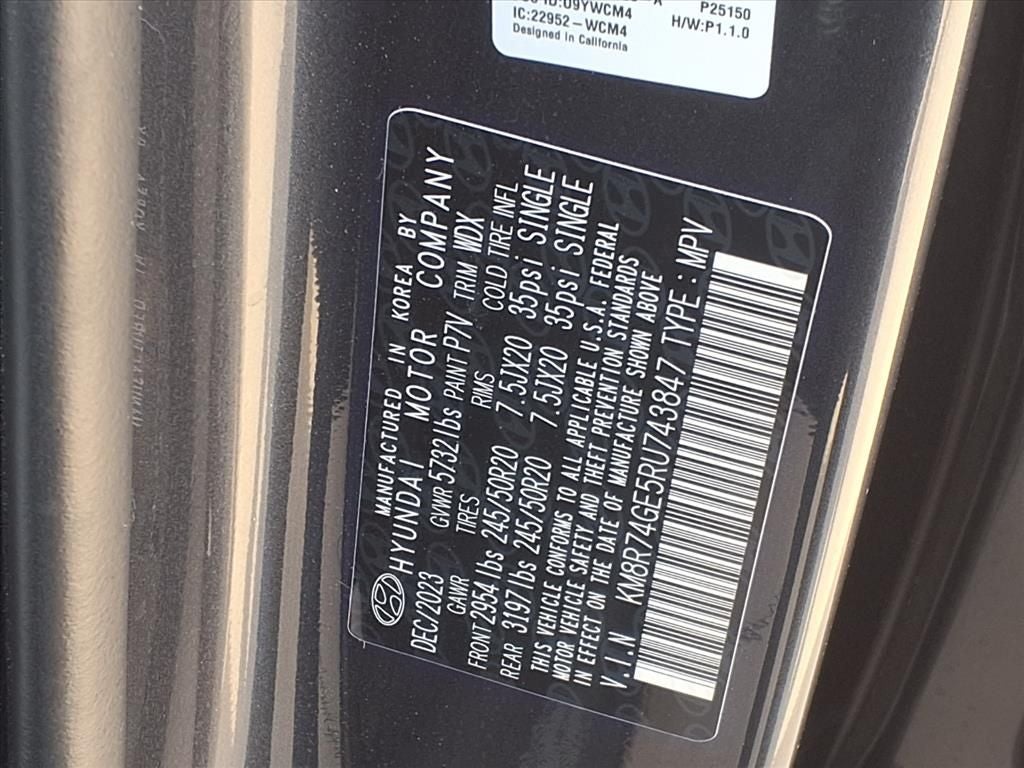 P25150
IC:22952-WCM4
H/W:P1.1.0
Designed in California
MANUFACTURED IN KOREA BY
HYUNDAI MOTOR COMPANY
DEC/2023 GVWR 5732 lbs PAINT P7V TRIM WDX
GAWR TIRES RMS COLD TIRE INFL
FRONT 2954 lbs 245/50R20 7.5JX20 35psi SINGLE
REAR 3197 lbs 245/50R20 7.5JX20 35psi SINGLE
THIS VEHICLE CONFORMS TO ALL APPLICABLE U.S.A. FEDERAL
MOTOR VEHICLE SAFETY AND THEFT PREVENTION STANDARDS
IN EFFECT ON THE DATE OF MANUFACTURE SHOWN ABOVE
V.I.N KM8R74GE5RU743847 TYPE : MPV